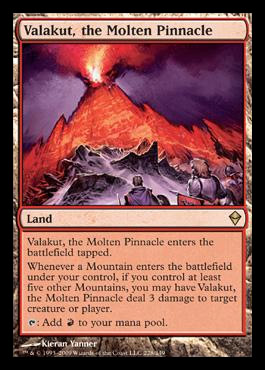 Valakut, the Molten Pinnacle
Land
Valakut, the Molten Pinnacle enters the
battlefield tapped.
Whenever a Mountain enters the battlefield
under your control, if you control at least
five other Mountains, you may have Valakut,
the Molten Pinnacle deal 3 damage to target
creature or player.
: Add to your mana pool.
Kieran Yanner
™ & © 1993-2009 Wizards of the Coast LLC 228/249